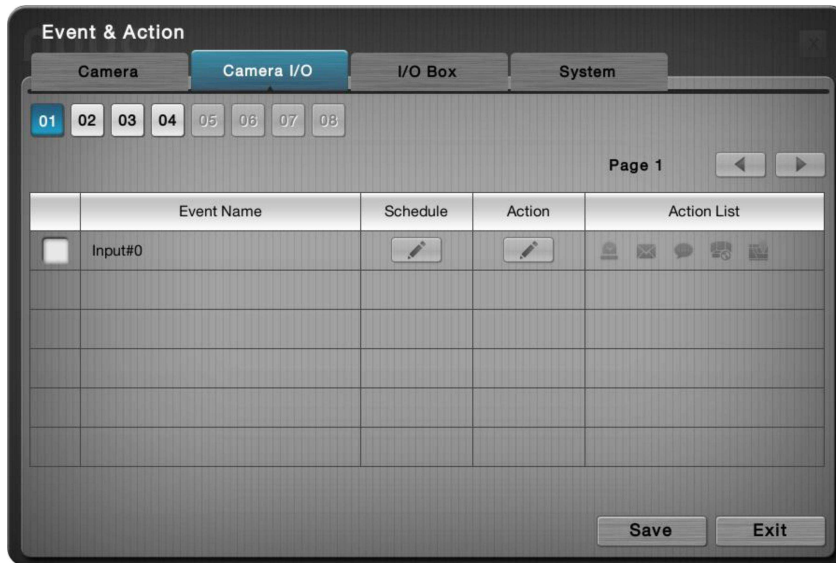 Event & Action
Camera Camera I/O I/O Box System
01 02 03 04 05 06 07 08
Page 1
Event Name Schedule Action Action List
Input#0
Save Exit